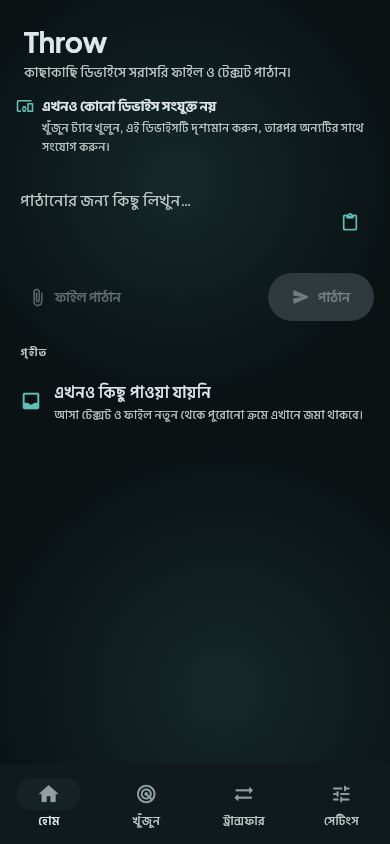 Throw
কাছাকাছি ডিভাইসে সরাসরি ফাইল ও টেক্সট পাঠান।
এখনও কোনো ডিভাইস সংযুক্ত নয়
খুঁজুন ট্যাব খুলুন, এই ডিভাইসটি দৃশ্যমান করুন, তারপর অন্যটির সাথে
সংযোগ করুন।
পাঠানোর জন্য কিছু লিখুন...
ফাইল পাঠান
পাঠান
গৃহীত
এখনও কিছু পাওয়া যায়নি
আসা টেক্সট ও ফাইল নতুন থেকে পুরোনো ক্রমে এখানে জমা থাকবে।
হোম
খুঁজুন
ট্রান্সফার
সেটিংস